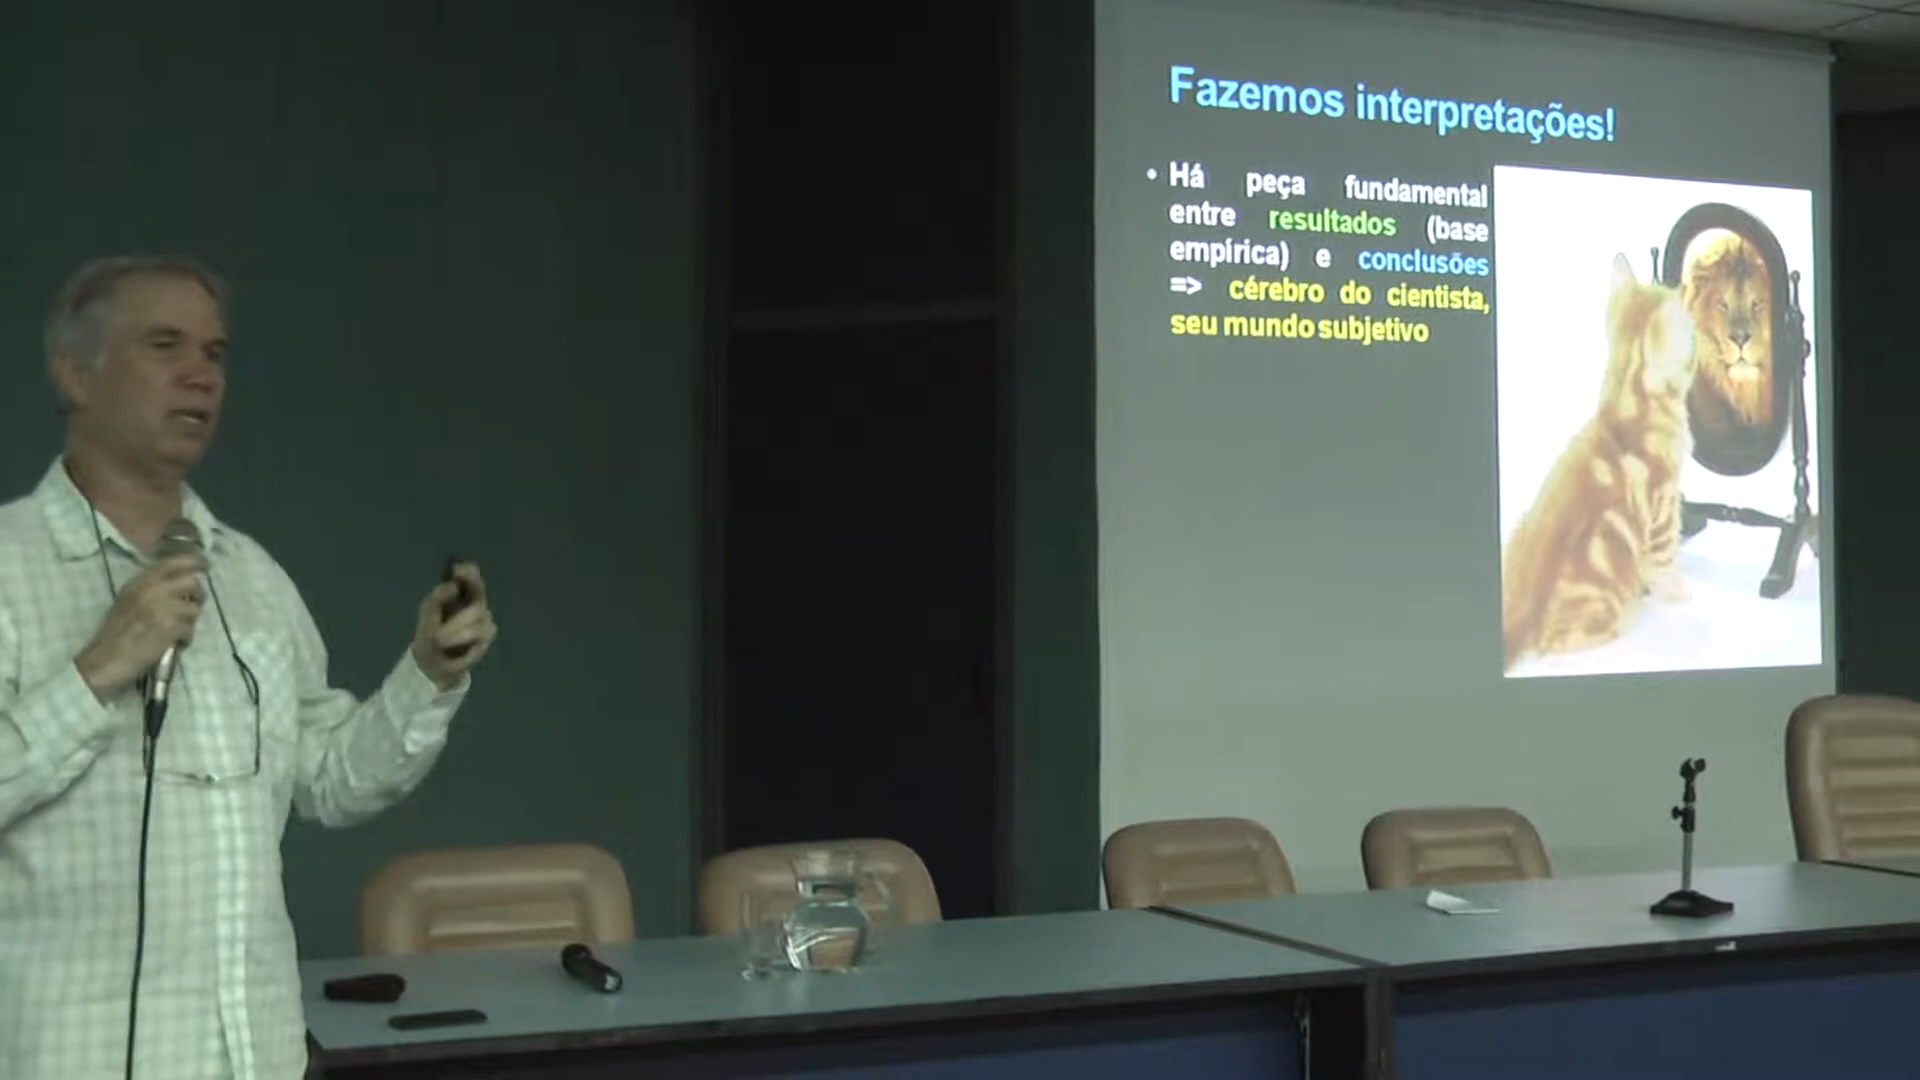 Fazemos interpretações!
• Há peça fundamental
entre resultados (base
empírica) e conclusões
=> cérebro do cientista,
seu mundo subjetivo